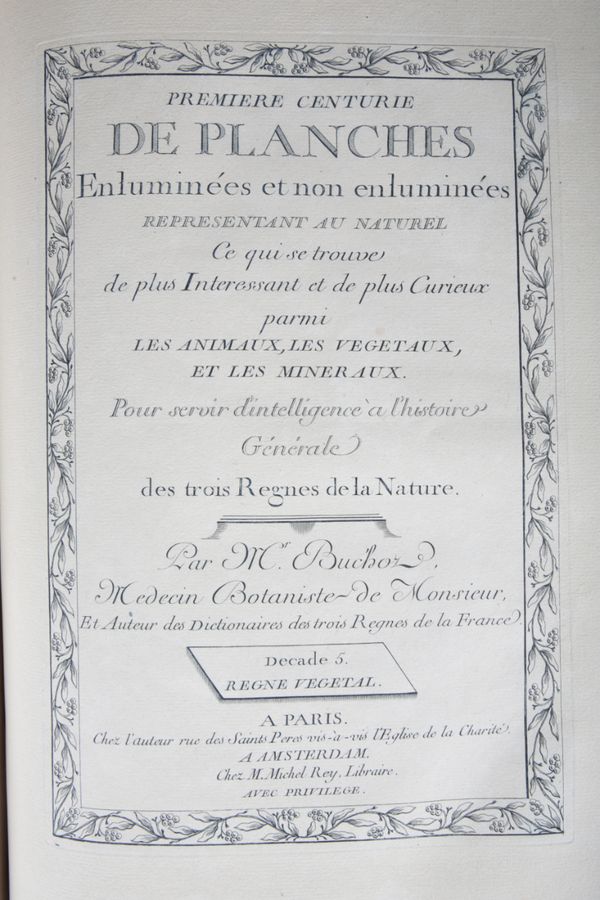 PREMIERE CENTURIE
DE PLANCHES
Enluminées et non enluminées
REPRESENTANT AU NATUREL
Ce qui se trouve
de plus Interessant et de plus Curieux
parmi
LES ANIMAUX, LES VEGETAUX,
ET LES MINERAUX.
Pour servir d'intelligence à l'histoire
Générale
des trois Regnes de la Nature.
Par Mr. Buc'hoz,
Medecin Botaniste de Monsieur,
Et Auteur des Dictionaires des trois Regnes de la France.
Decade 5.
REGNE VEGETAL.
A PARIS.
Chez l'auteur rue des Saints Peres vis-à-vis l'Eglise de la Charité.
A AMSTERDAM.
Chez M. Michel Rey, Libraire.
AVEC PRIVILEGE.